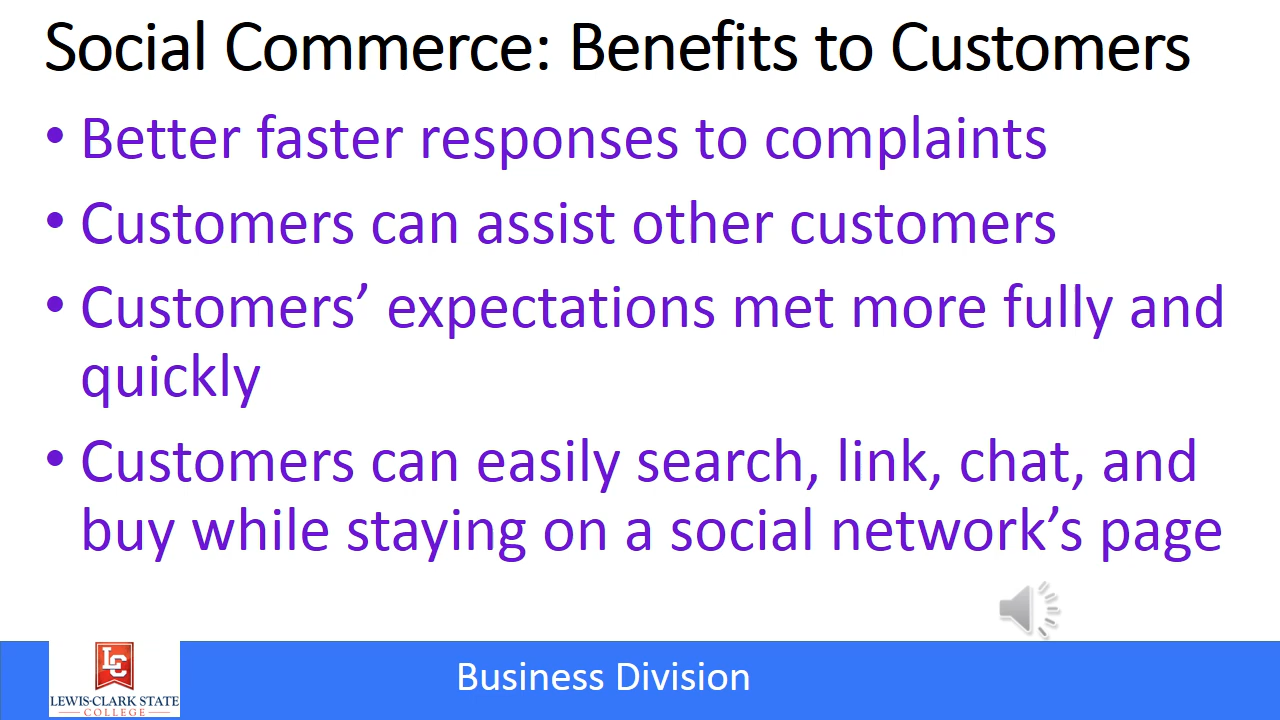 Social Commerce: Benefits to Customers
• Better faster responses to complaints
• Customers can assist other customers
• Customers’ expectations met more fully and
quickly
• Customers can easily search, link, chat, and
buy while staying on a social network’s page
LC
LEWIS-CLARK STATE
COLLEGE
Business Division